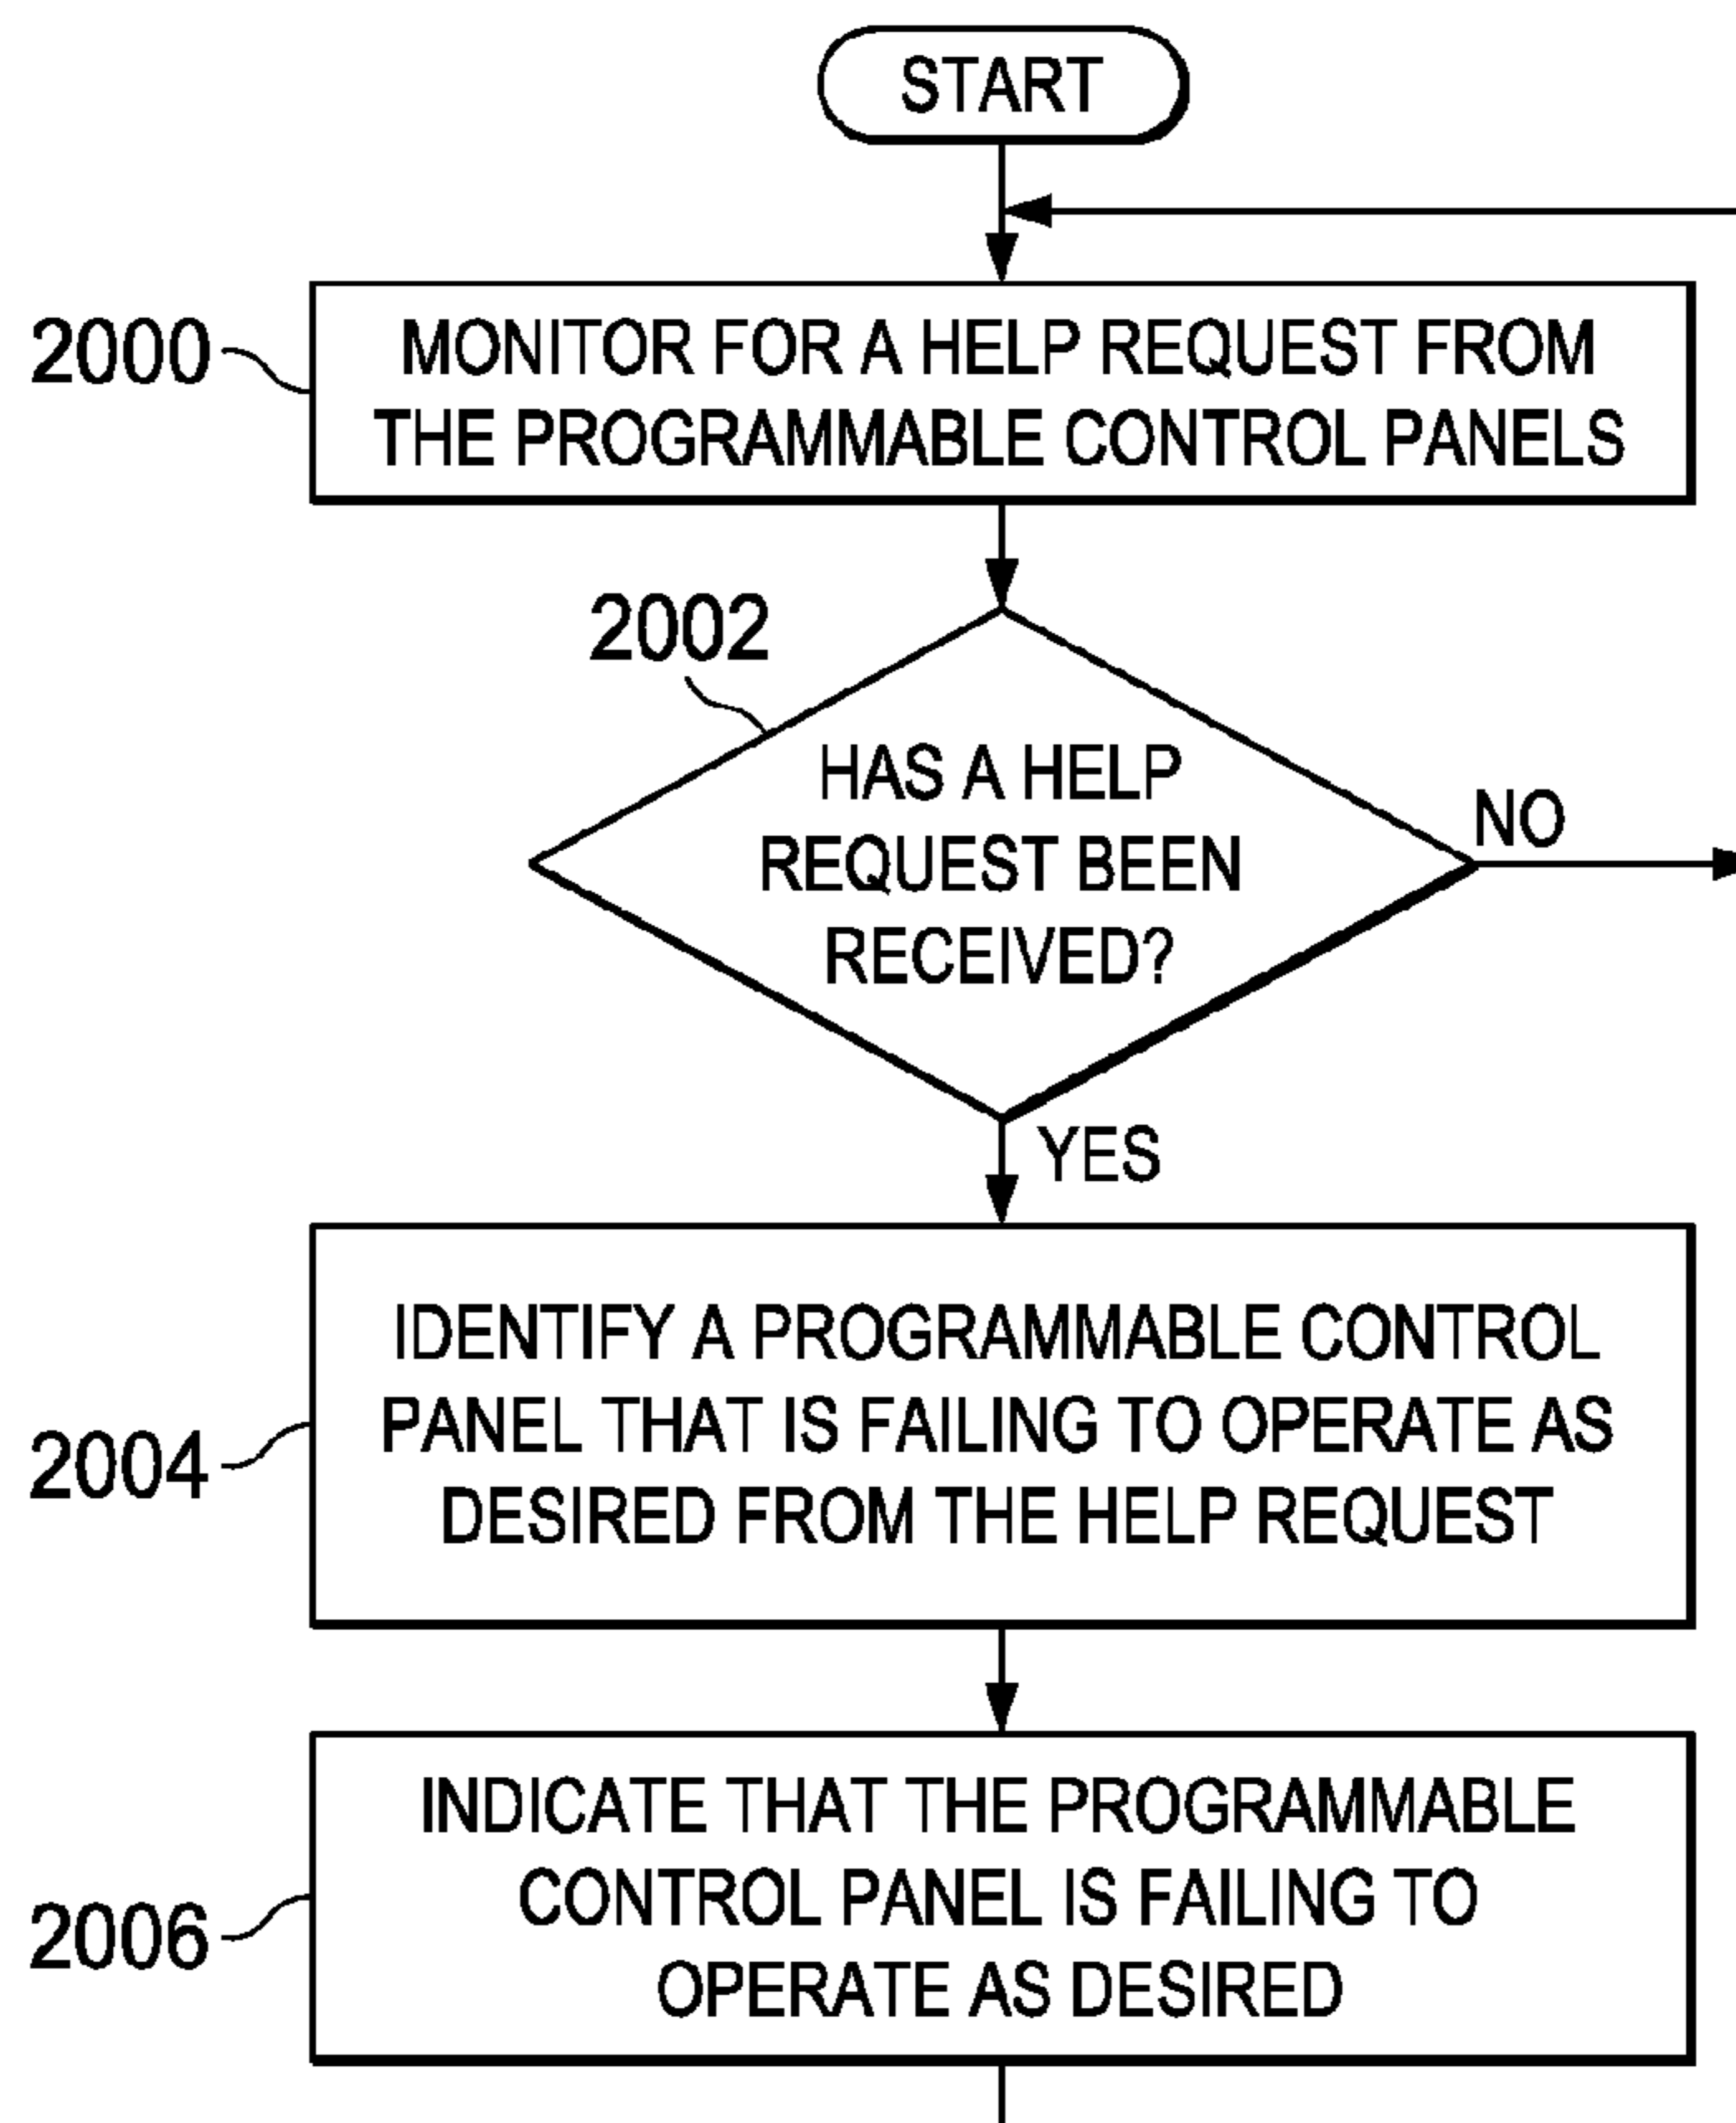 START
2000
MONITOR FOR A HELP REQUEST FROM
THE PROGRAMMABLE CONTROL PANELS
2002
HAS A HELP
REQUEST BEEN
RECEIVED?
NO
YES
2004
IDENTIFY A PROGRAMMABLE CONTROL
PANEL THAT IS FAILING TO OPERATE AS
DESIRED FROM THE HELP REQUEST
2006
INDICATE THAT THE PROGRAMMABLE
CONTROL PANEL IS FAILING TO
OPERATE AS DESIRED